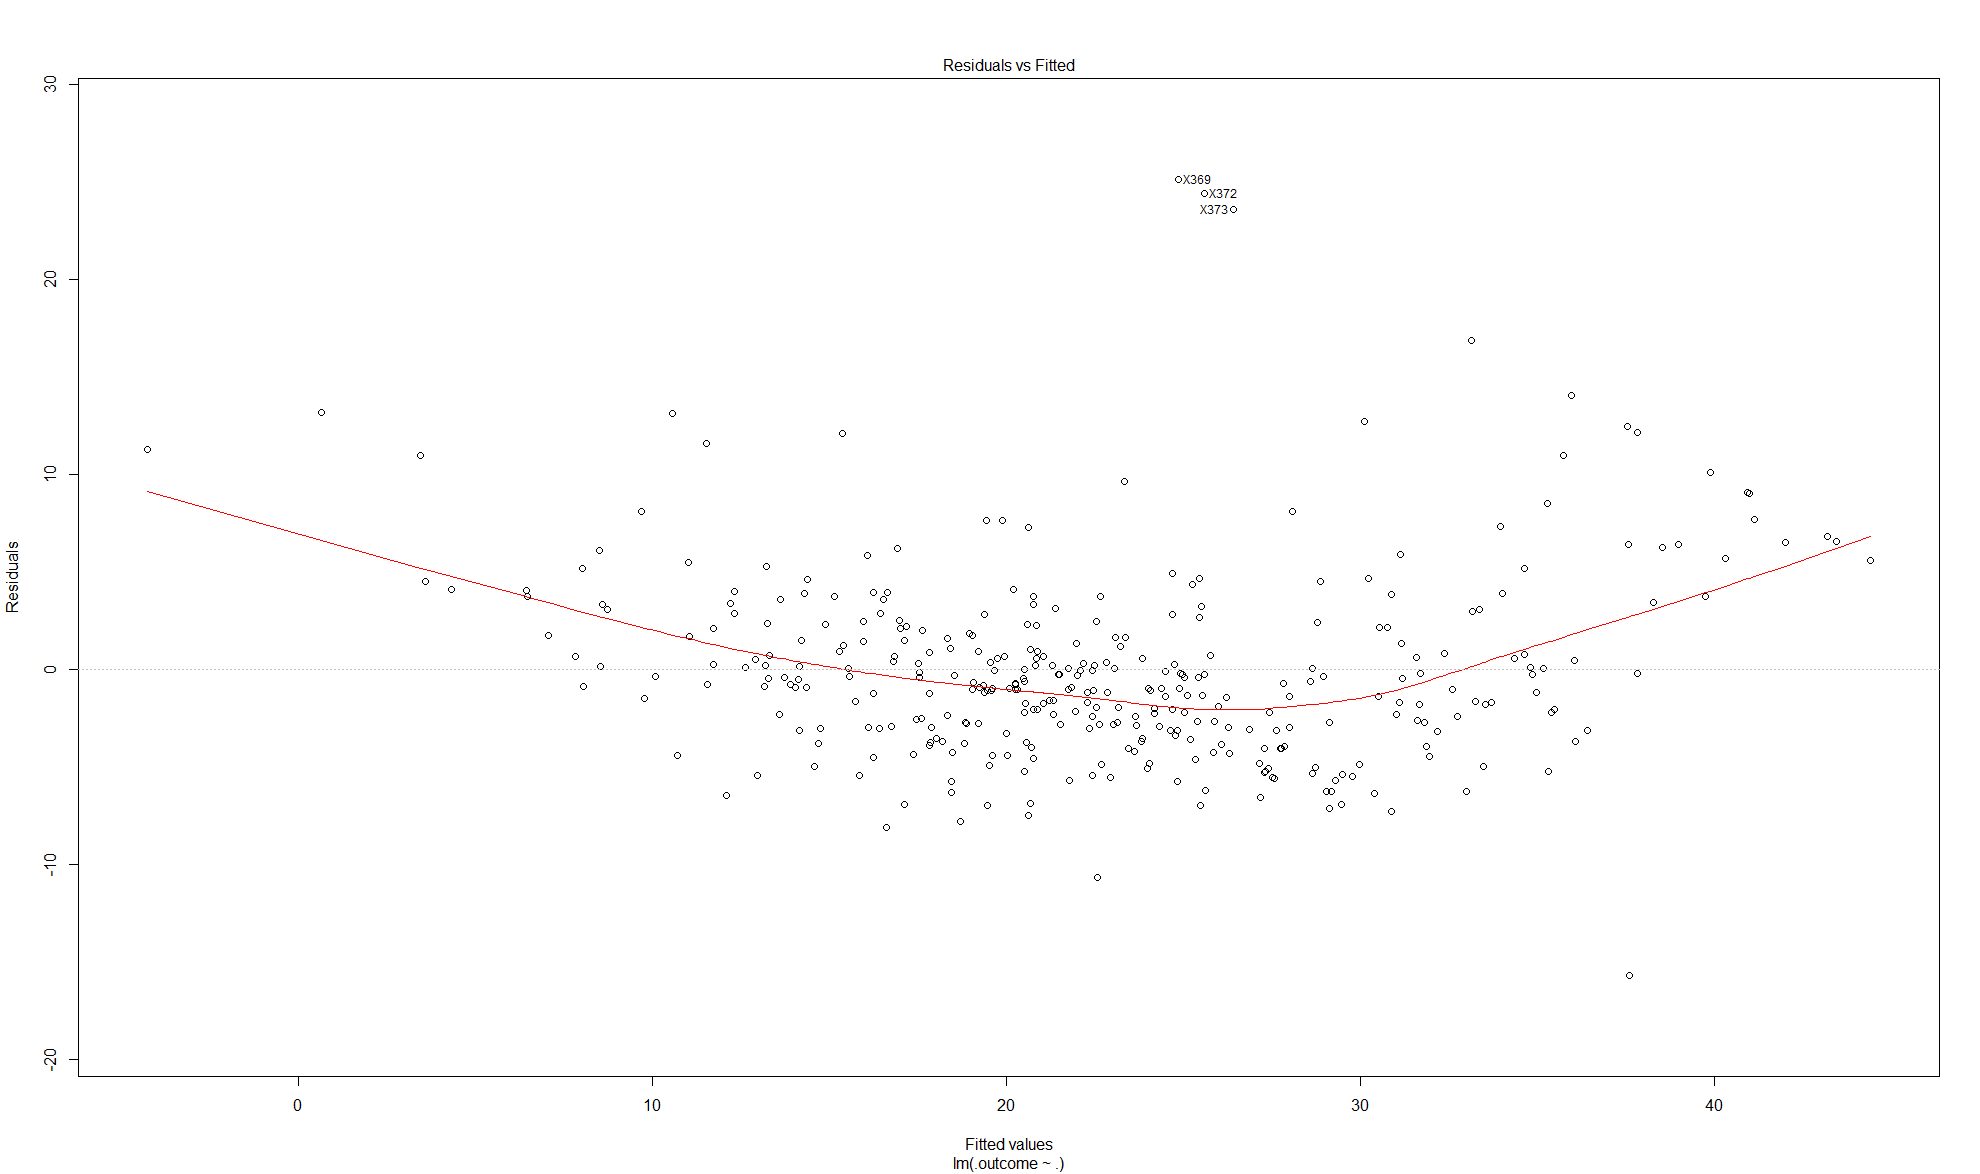 Residuals vs Fitted
30
20
10
0
-10
-20
Residuals
X369
X372
X373
0 10 20 30 40
Fitted values
lm(.outcome ~ .)